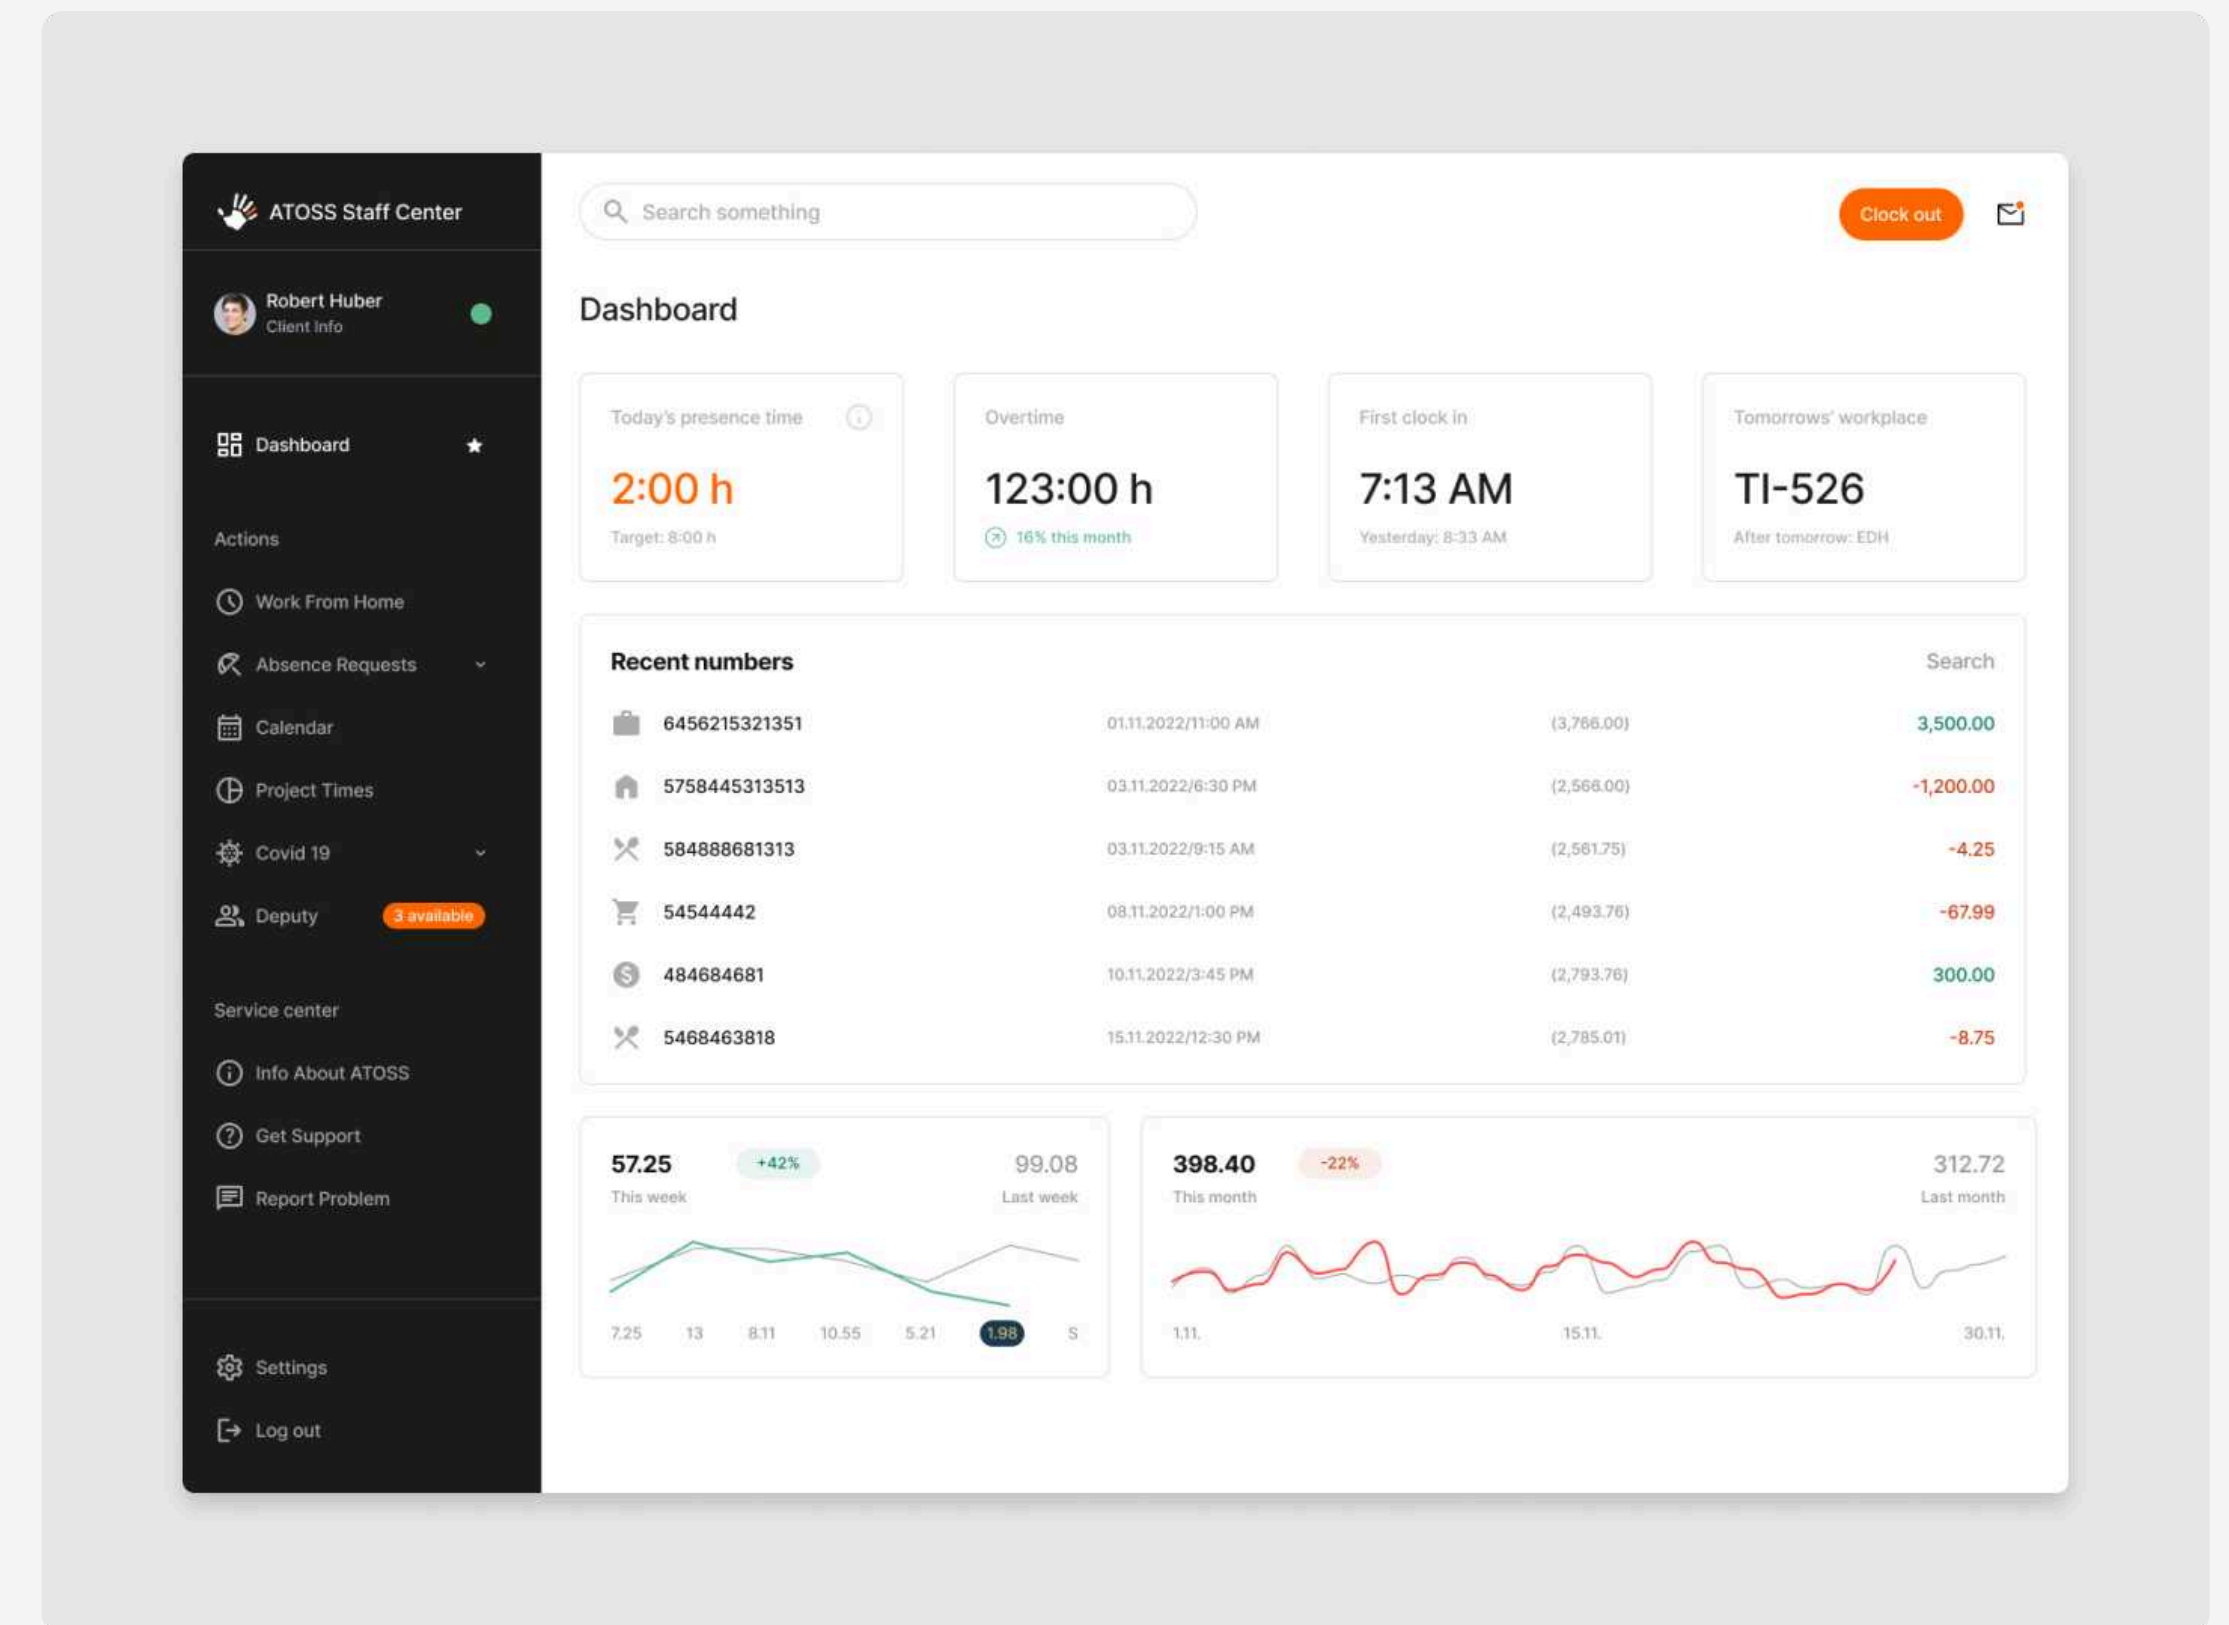 ATOSS Staff Center
Search something
Clock out
Robert Huber
Client Info
Dashboard
Dashboard
Actions
Work From Home
Absence Requests
Calendar
Project Times
Covid 19
Deputy 3 available
Service center
Info About ATOSS
Get Support
Report Problem
Settings
Log out
Today's presence time
2:00 h
Target: 8:00 h
Overtime
123:00 h
16% this month
First clock in
7:13 AM
Yesterday: 8:33 AM
Tomorrows' workplace
TI-526
After tomorrow: EDH
Recent numbers Search
6456215321351 01.11.2022/11:00 AM (3,766.00) 3,500.00
5758445313513 03.11.2022/6:30 PM (2,566.00) -1,200.00
584888681313 03.11.2022/9:15 AM (2,561.75) -4.25
54544442 08.11.2022/1:00 PM (2,493.76) -67.99
484684681 10.11.2022/3:45 PM (2,793.76) 300.00
5468463818 15.11.2022/12:30 PM (2,785.01) -8.75
57.25 +42% 99.08
This week Last week
7.25 13 8.11 10.55 5.21 1.98 S
398.40 -22% 312.72
This month Last month
1.11. 15.11. 30.11.